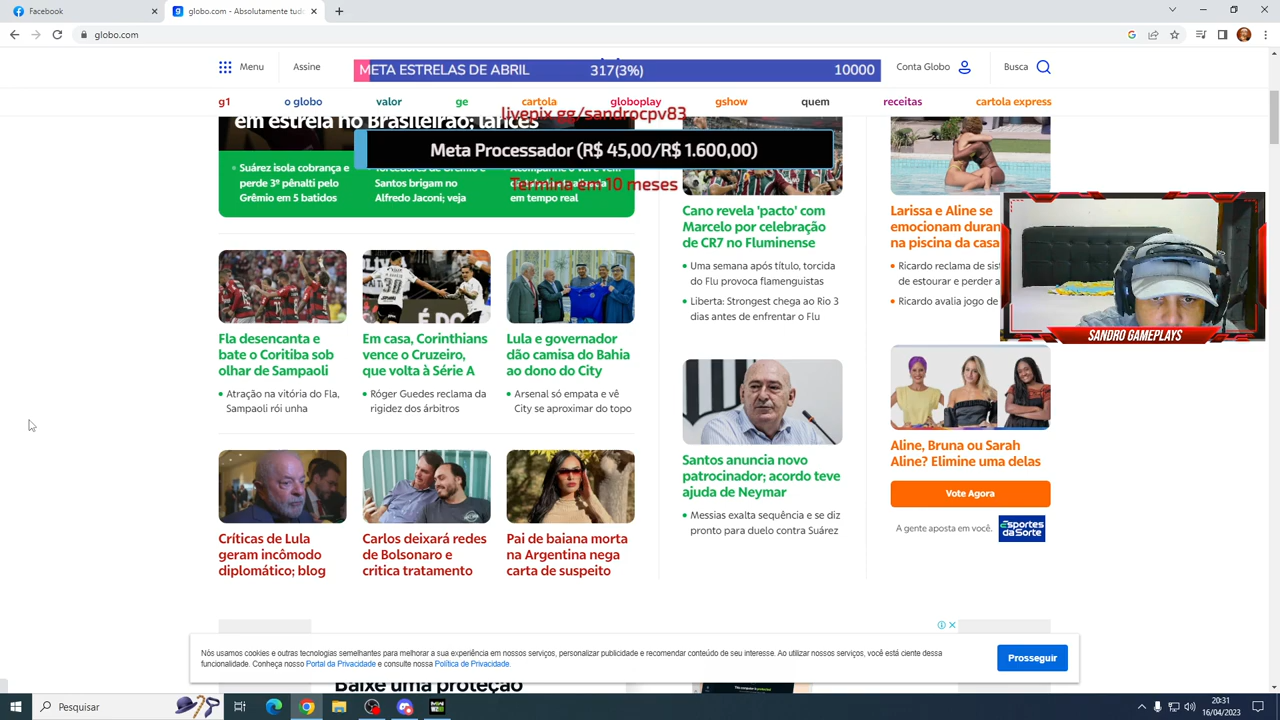 Facebook
globo.com - Absolutamente tud
globo.com
Menu
Assine
META ESTRELAS DE ABRIL 317(3%) 10000
Conta Globo
Busca
g1 o globo valor ge cartola globoplay gshow quem receitas cartola express
livepix.gg/sandrocpv83
em estreia no Brasileirão; lances
Meta Processador (R$ 45,00/R$ 1.600,00)
Termina em 10 meses
Suárez isola cobrança e
perde 3º pênalti pelo
Grêmio em 5 batidos
Santos brigam no
Alfredo Jaconi; veja
em tempo real
Cano revela 'pacto' com
Marcelo por celebração
de CR7 no Fluminense
Uma semana após título, torcida
do Flu provoca flamenguistas
Liberta: Strongest chega ao Rio 3
dias antes de enfrentar o Flu
Larissa e Aline se
emocionam duran
na piscina da casa
Ricardo reclama de sis
de estourar e perder a
Ricardo avalia jogo de
SANDRO GAMEPLAYS
Fla desencanta e
bate o Coritiba sob
olhar de Sampaoli
Atração na vitória do Fla,
Sampaoli rói unha
Em casa, Corinthians
vence o Cruzeiro,
que volta à Série A
Róger Guedes reclama da
rigidez dos árbitros
Lula e governador
dão camisa do Bahia
ao dono do City
Arsenal só empata e vê
City se aproximar do topo
Santos anuncia novo
patrocinador; acordo teve
ajuda de Neymar
Messias exalta sequência e se diz
pronto para duelo contra Suárez
Aline, Bruna ou Sarah
Aline? Elimine uma delas
Vote Agora
A gente aposta em você.
esportes
da Sorte
Críticas de Lula
geram incômodo
diplomático; blog
Carlos deixará redes
de Bolsonaro e
critica tratamento
Pai de baiana morta
na Argentina nega
carta de suspeito
Nós usamos cookies e outras tecnologias semelhantes para melhorar a sua experiência em nossos serviços, personalizar publicidade e recomendar conteúdo de seu interesse. Ao utilizar nossos serviços, você está ciente dessa
funcionalidade. Conheça nosso Portal da Privacidade e consulte nossa Política de Privacidade.
Prosseguir
Baixe uma proteção
Pesquisar
20:31
16/04/2023